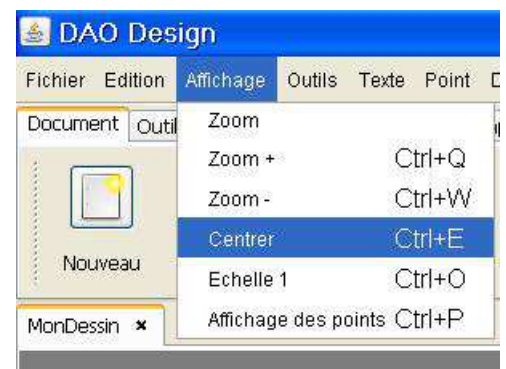 DAO Design
Fichier Edition Affichage Outils Texte Point
Document Outil
Zoom
Zoom + Ctrl+Q
Zoom - Ctrl+W
Centrer Ctrl+E
Nouveau
Echelle 1 Ctrl+O
Affichage des points Ctrl+P
MonDessin ×